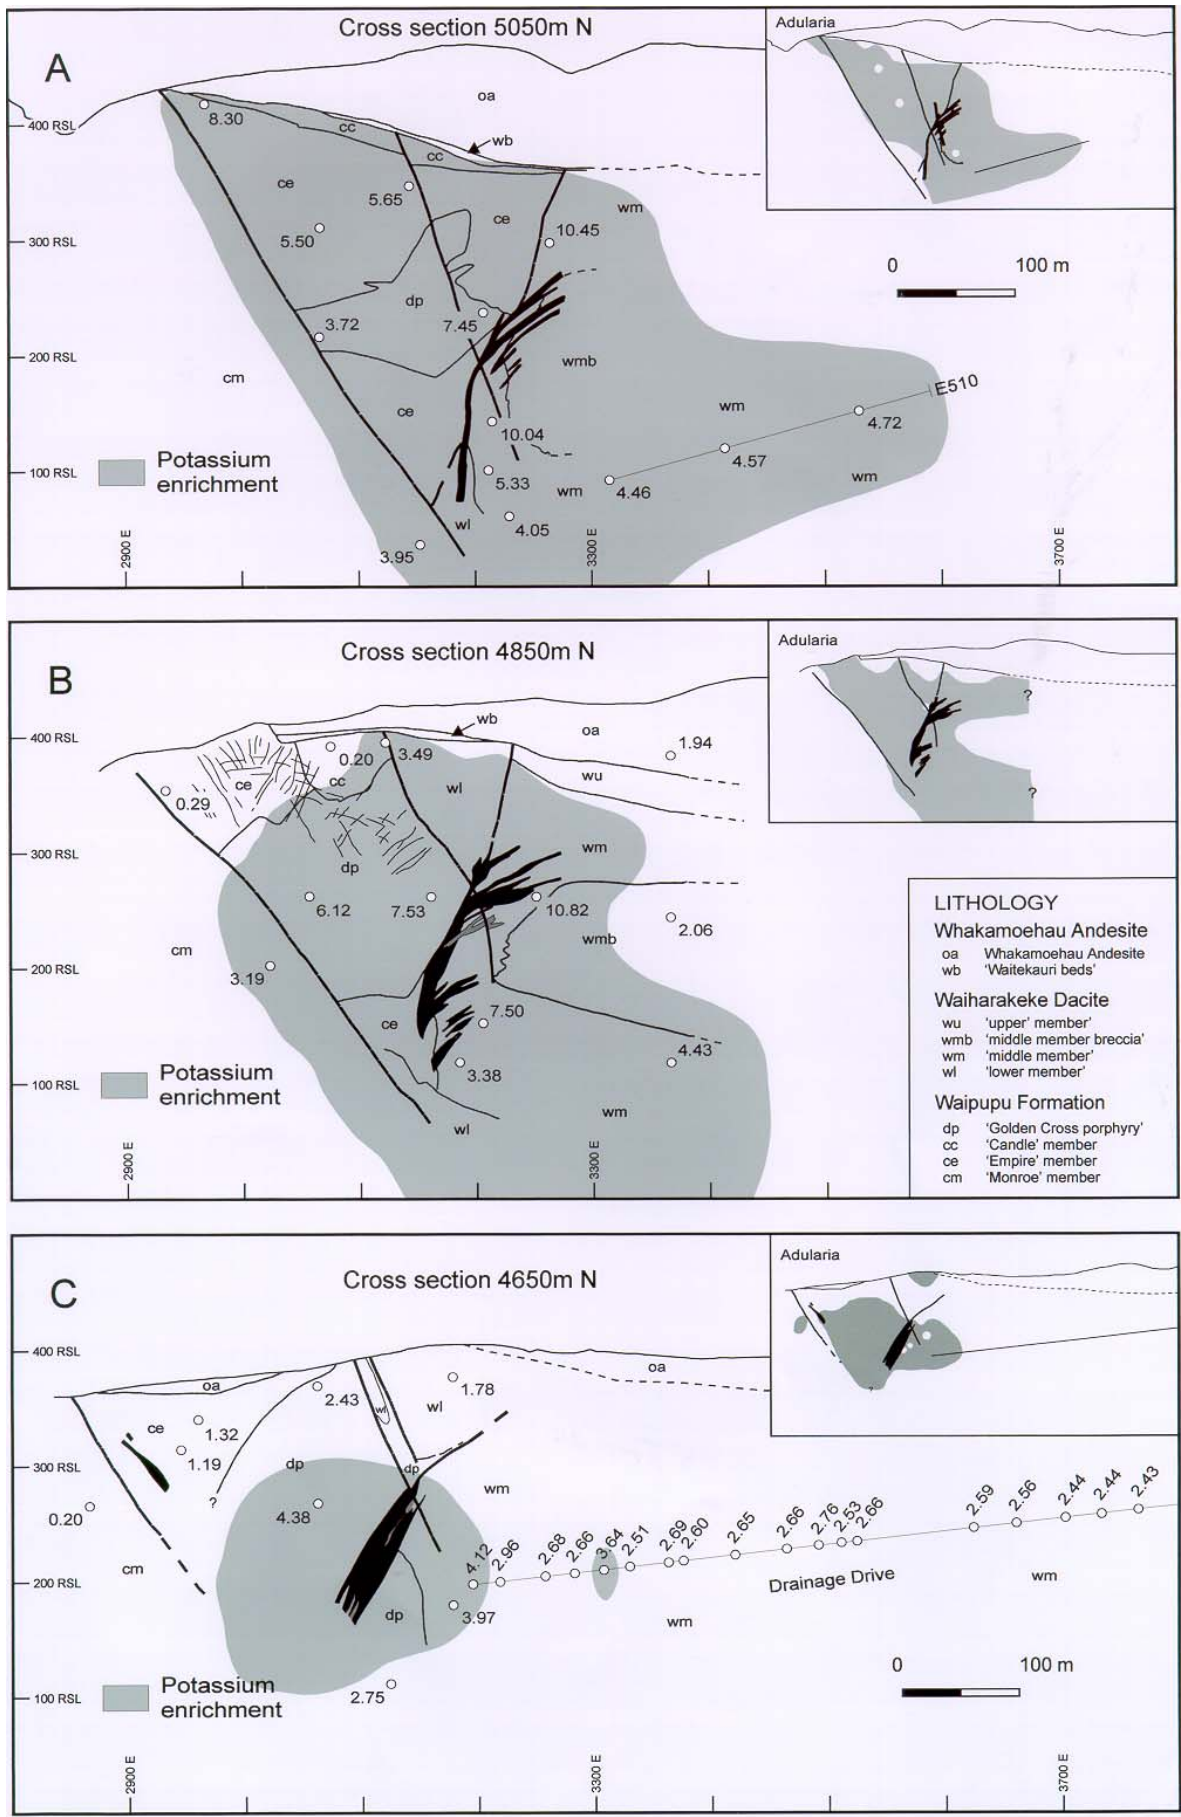 Cross section 5050m N
A
Adularia
oa
400 RSL
8.30
cc
wb
cc
ce
5.65
ce
wm
300 RSL
5.50
10.45
0 100 m
dp
3.72
7.45
200 RSL
wmb
cm
wm
E510
ce
4.72
10.04
Potassium
enrichment
100 RSL
5.33
4.57
wm
4.46
wm
wl
4.05
3.95
2900 E
3300 E
3700 E
Cross section 4850m N
B
Adularia
wb
oa
400 RSL
0.20
3.49
1.94
?
cc
ce
wl
wu
0.29
?
300 RSL
wm
dp
6.12
7.53
10.82
2.06
cm
wmb
200 RSL
3.19
7.50
ce
4.43
Potassium
enrichment
100 RSL
3.38
wm
wl
2900 E
3300 E
LITHOLOGY
Whakamoehau Andesite
oa Whakamoehau Andesite
wb 'Waitekauri beds'
Waiharakeke Dacite
wu 'upper' member'
wmb 'middle member breccia'
wm 'middle member'
wl 'lower member'
Waipupu Formation
dp 'Golden Cross porphyry'
cc 'Candle' member
ce 'Empire' member
cm 'Monroe' member
Cross section 4650m N
C
Adularia
?
400 RSL
oa
oa
2.43
1.78
wl
wl
ce
1.32
1.19
300 RSL
dp
dp
?
wm
4.38
0.20
cm
4.12
2.96
2.68
2.66
3.64
2.51
2.69
2.60
2.65
2.66
2.76
2.53
2.66
2.59
2.56
2.44
2.44
2.43
200 RSL
Drainage Drive
wm
dp
3.97
wm
Potassium
enrichment
0 100 m
100 RSL
2.75
2900 E
3300 E
3700 E